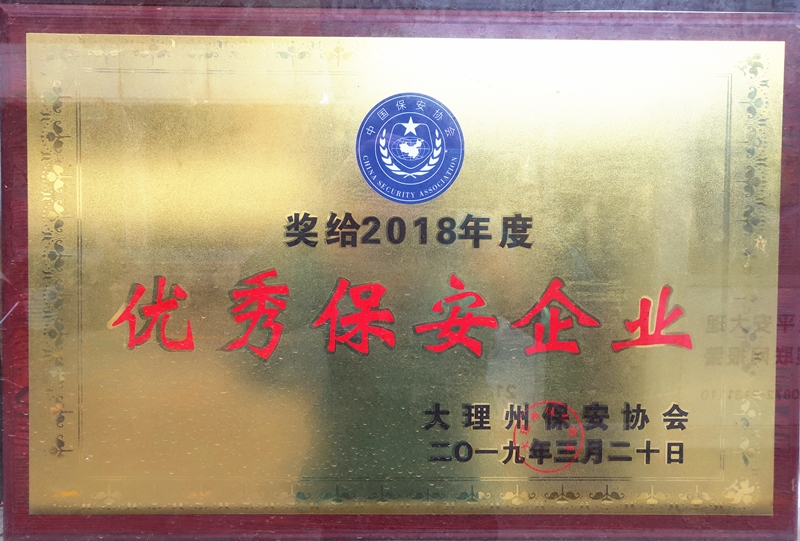 中国保安协会
CHINA SECURITY ASSOCIATION
奖给2018年度
优秀保安企业
大理州保安协会
二〇一九年三月二十日